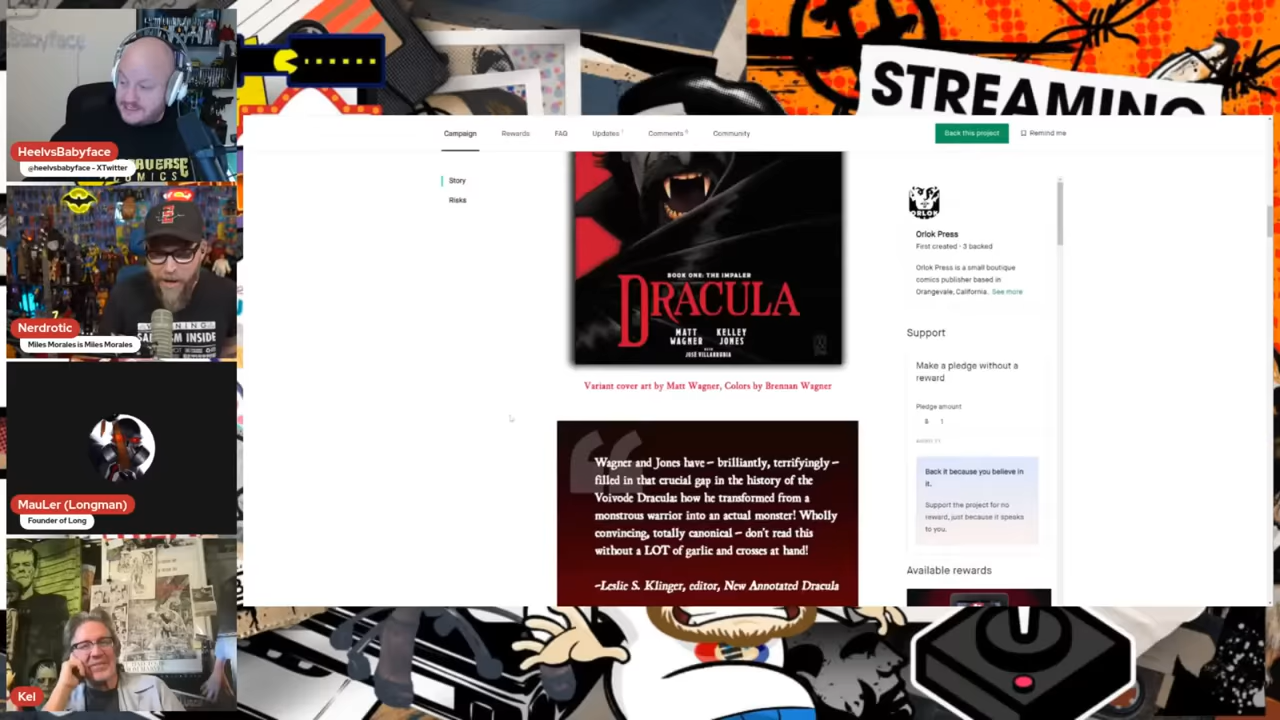 HeelvsBabyface
@heelvsbabyface - XTwitter
COMICS
Nerdrotic
Miles Morales is Miles Morales
MauLer (Longman)
Founder of Long
Kel
STREAMING
Campaign
Rewards
FAQ
Updates
Comments
Community
Back this project
Remind me
Story
Risks
BOOK ONE: THE IMPALER
DRACULA
MATT WAGNER
KELLEY JONES
JOSÉ VILLARRUBIA
Variant cover art by Matt Wagner, Colors by Brennan Wagner
“
Wagner and Jones have – brilliantly, terrifyingly –
filled in that crucial gap in the history of the
Voivode Dracula: how he transformed from a
monstrous warrior into an actual monster! Wholly
convincing, totally canonical – don't read this
without a LOT of garlic and crosses at hand!
~Leslie S. Klinger, editor, New Annotated Dracula
ORLOK
Orlok Press
First created · 3 backed
Orlok Press is a small boutique
comics publisher based in
Orangevale, California. See more
Support
Make a pledge without a
reward
Pledge amount
$ 1
Back it because you believe in
it.
Support the project for no
reward, just because it speaks
to you.
Available rewards